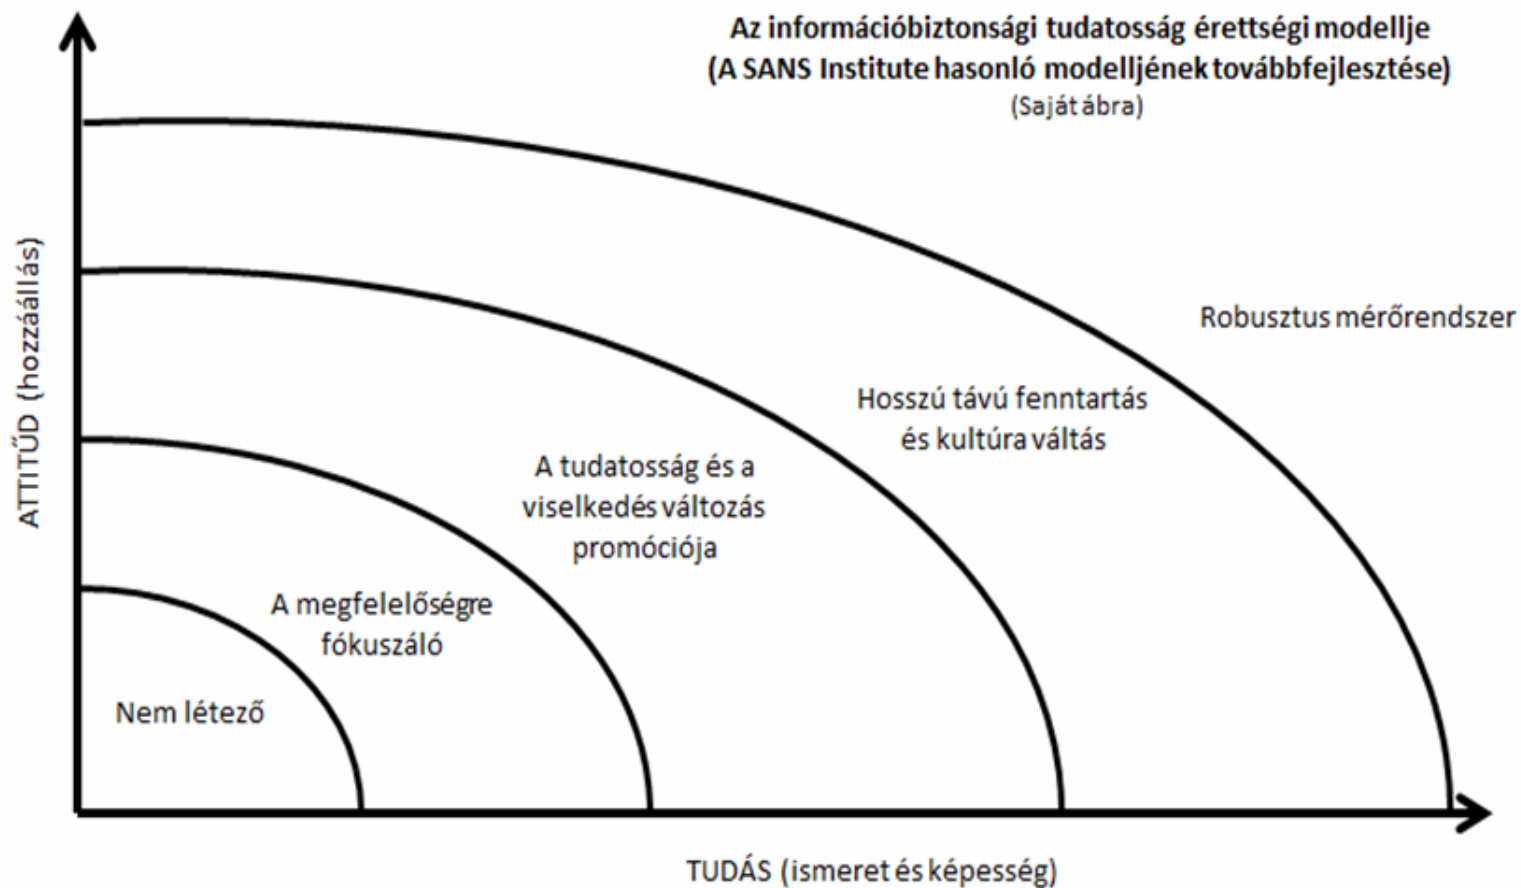 Az információbiztonsági tudatosság érettségi modellje
(A SANS Institute hasonló modelljének továbbfejlesztése)
(Saját ábra)
ATTITŰD (hozzáállás)
Robusztus mérőrendszer
Hosszú távú fenntartás
és kultúra váltás
A tudatosság és a
viselkedés változás
promóciója
A megfelelőségre
fókuszáló
Nem létező
TUDÁS (ismeret és képesség)